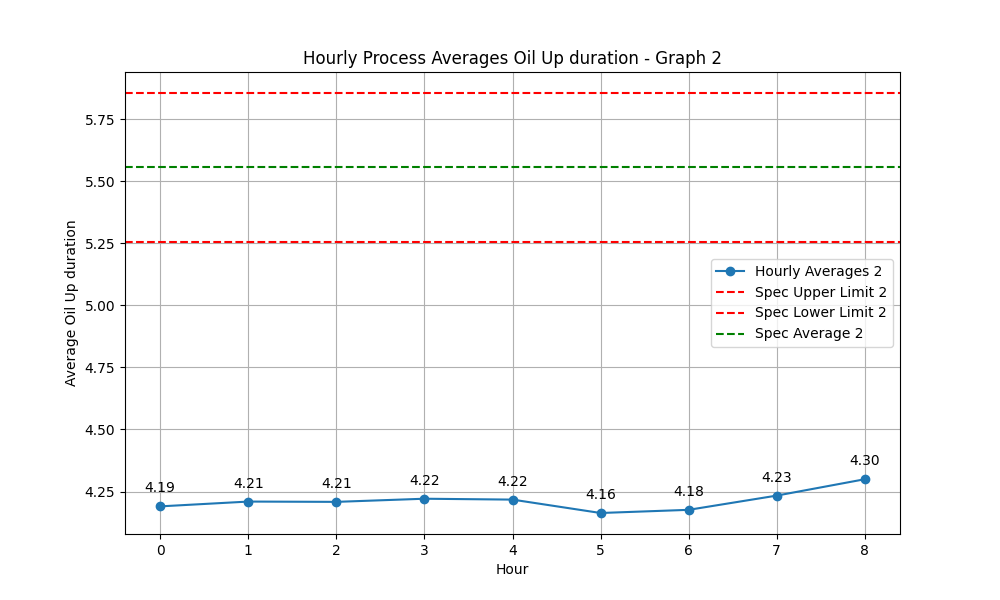 Hourly Process Averages Oil Up duration - Graph 2
Average Oil Up duration
5.75
5.50
5.25
5.00
4.75
4.50
4.25
Hourly Averages 2
Spec Upper Limit 2
Spec Lower Limit 2
Spec Average 2
4.19
4.21
4.21
4.22
4.22
4.16
4.18
4.23
4.30
0 1 2 3 4 5 6 7 8
Hour